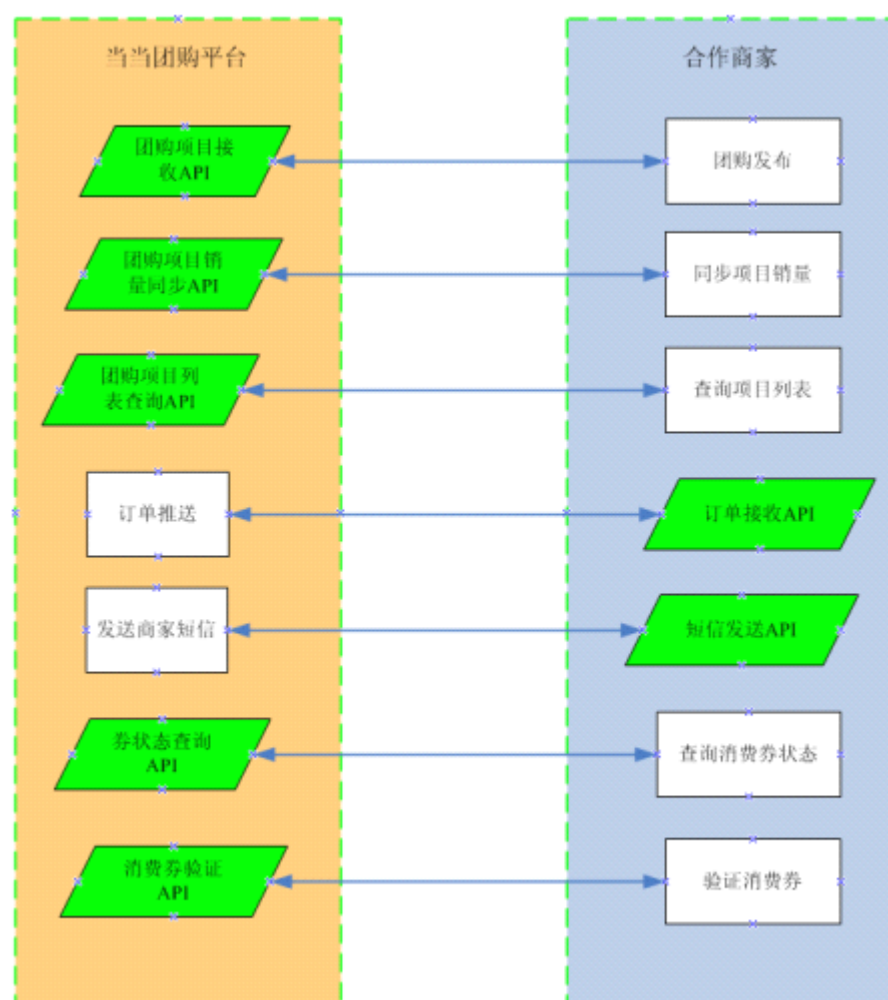 当当团购平台
合作商家
团购项目接
收API
团购发布
团购项目销
量同步API
同步项目销量
团购项目列
表查询API
查询项目列表
订单推送
订单接收API
发送商家短信
短信发送API
券状态查询
API
查询消费券状态
消费券验证
API
验证消费券